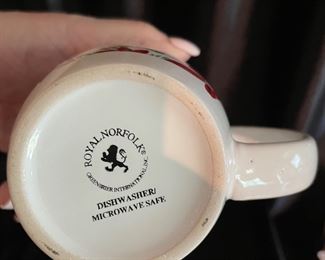 ROYAL NORFOLK®
GREENBRIER INTERNATIONAL, INC.
DISHWASHER/
MICROWAVE SAFE